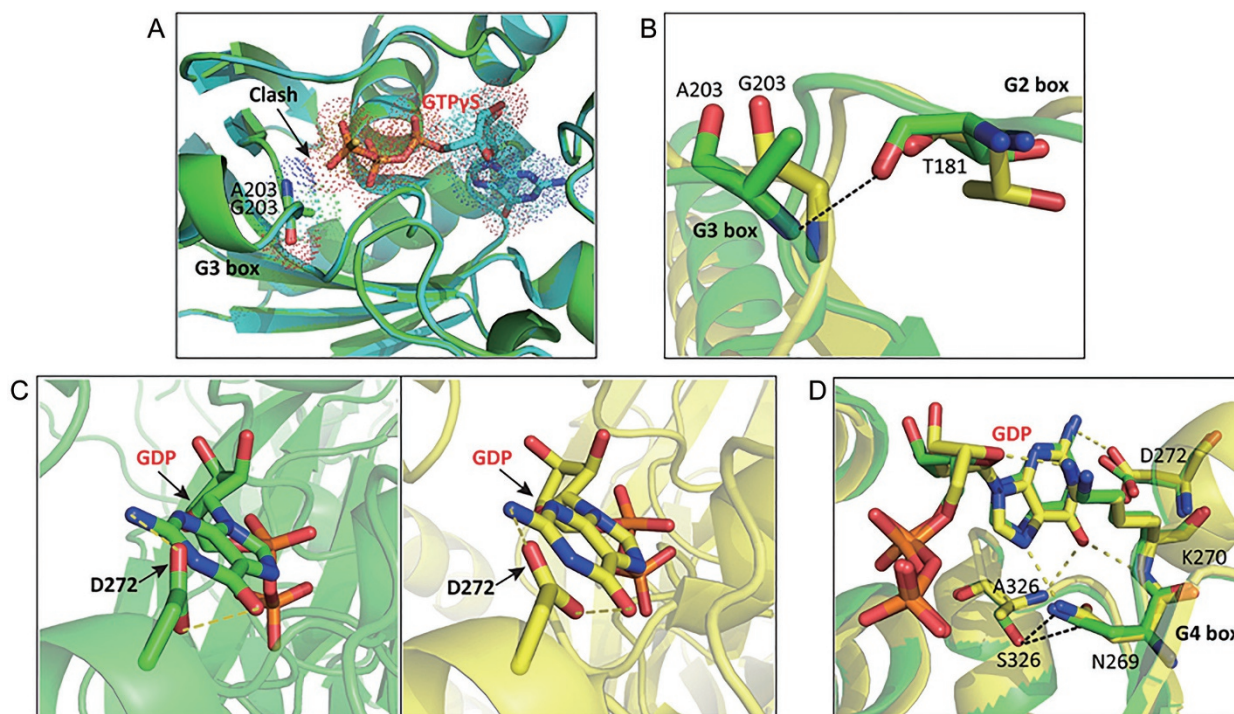 A
Clash
GTPγS
A203
G203
G3 box
B
A203
G203
G2 box
T181
G3 box
C
GDP
D272
GDP
D272
D
GDP
D272
K270
A326
G4 box
S326
N269